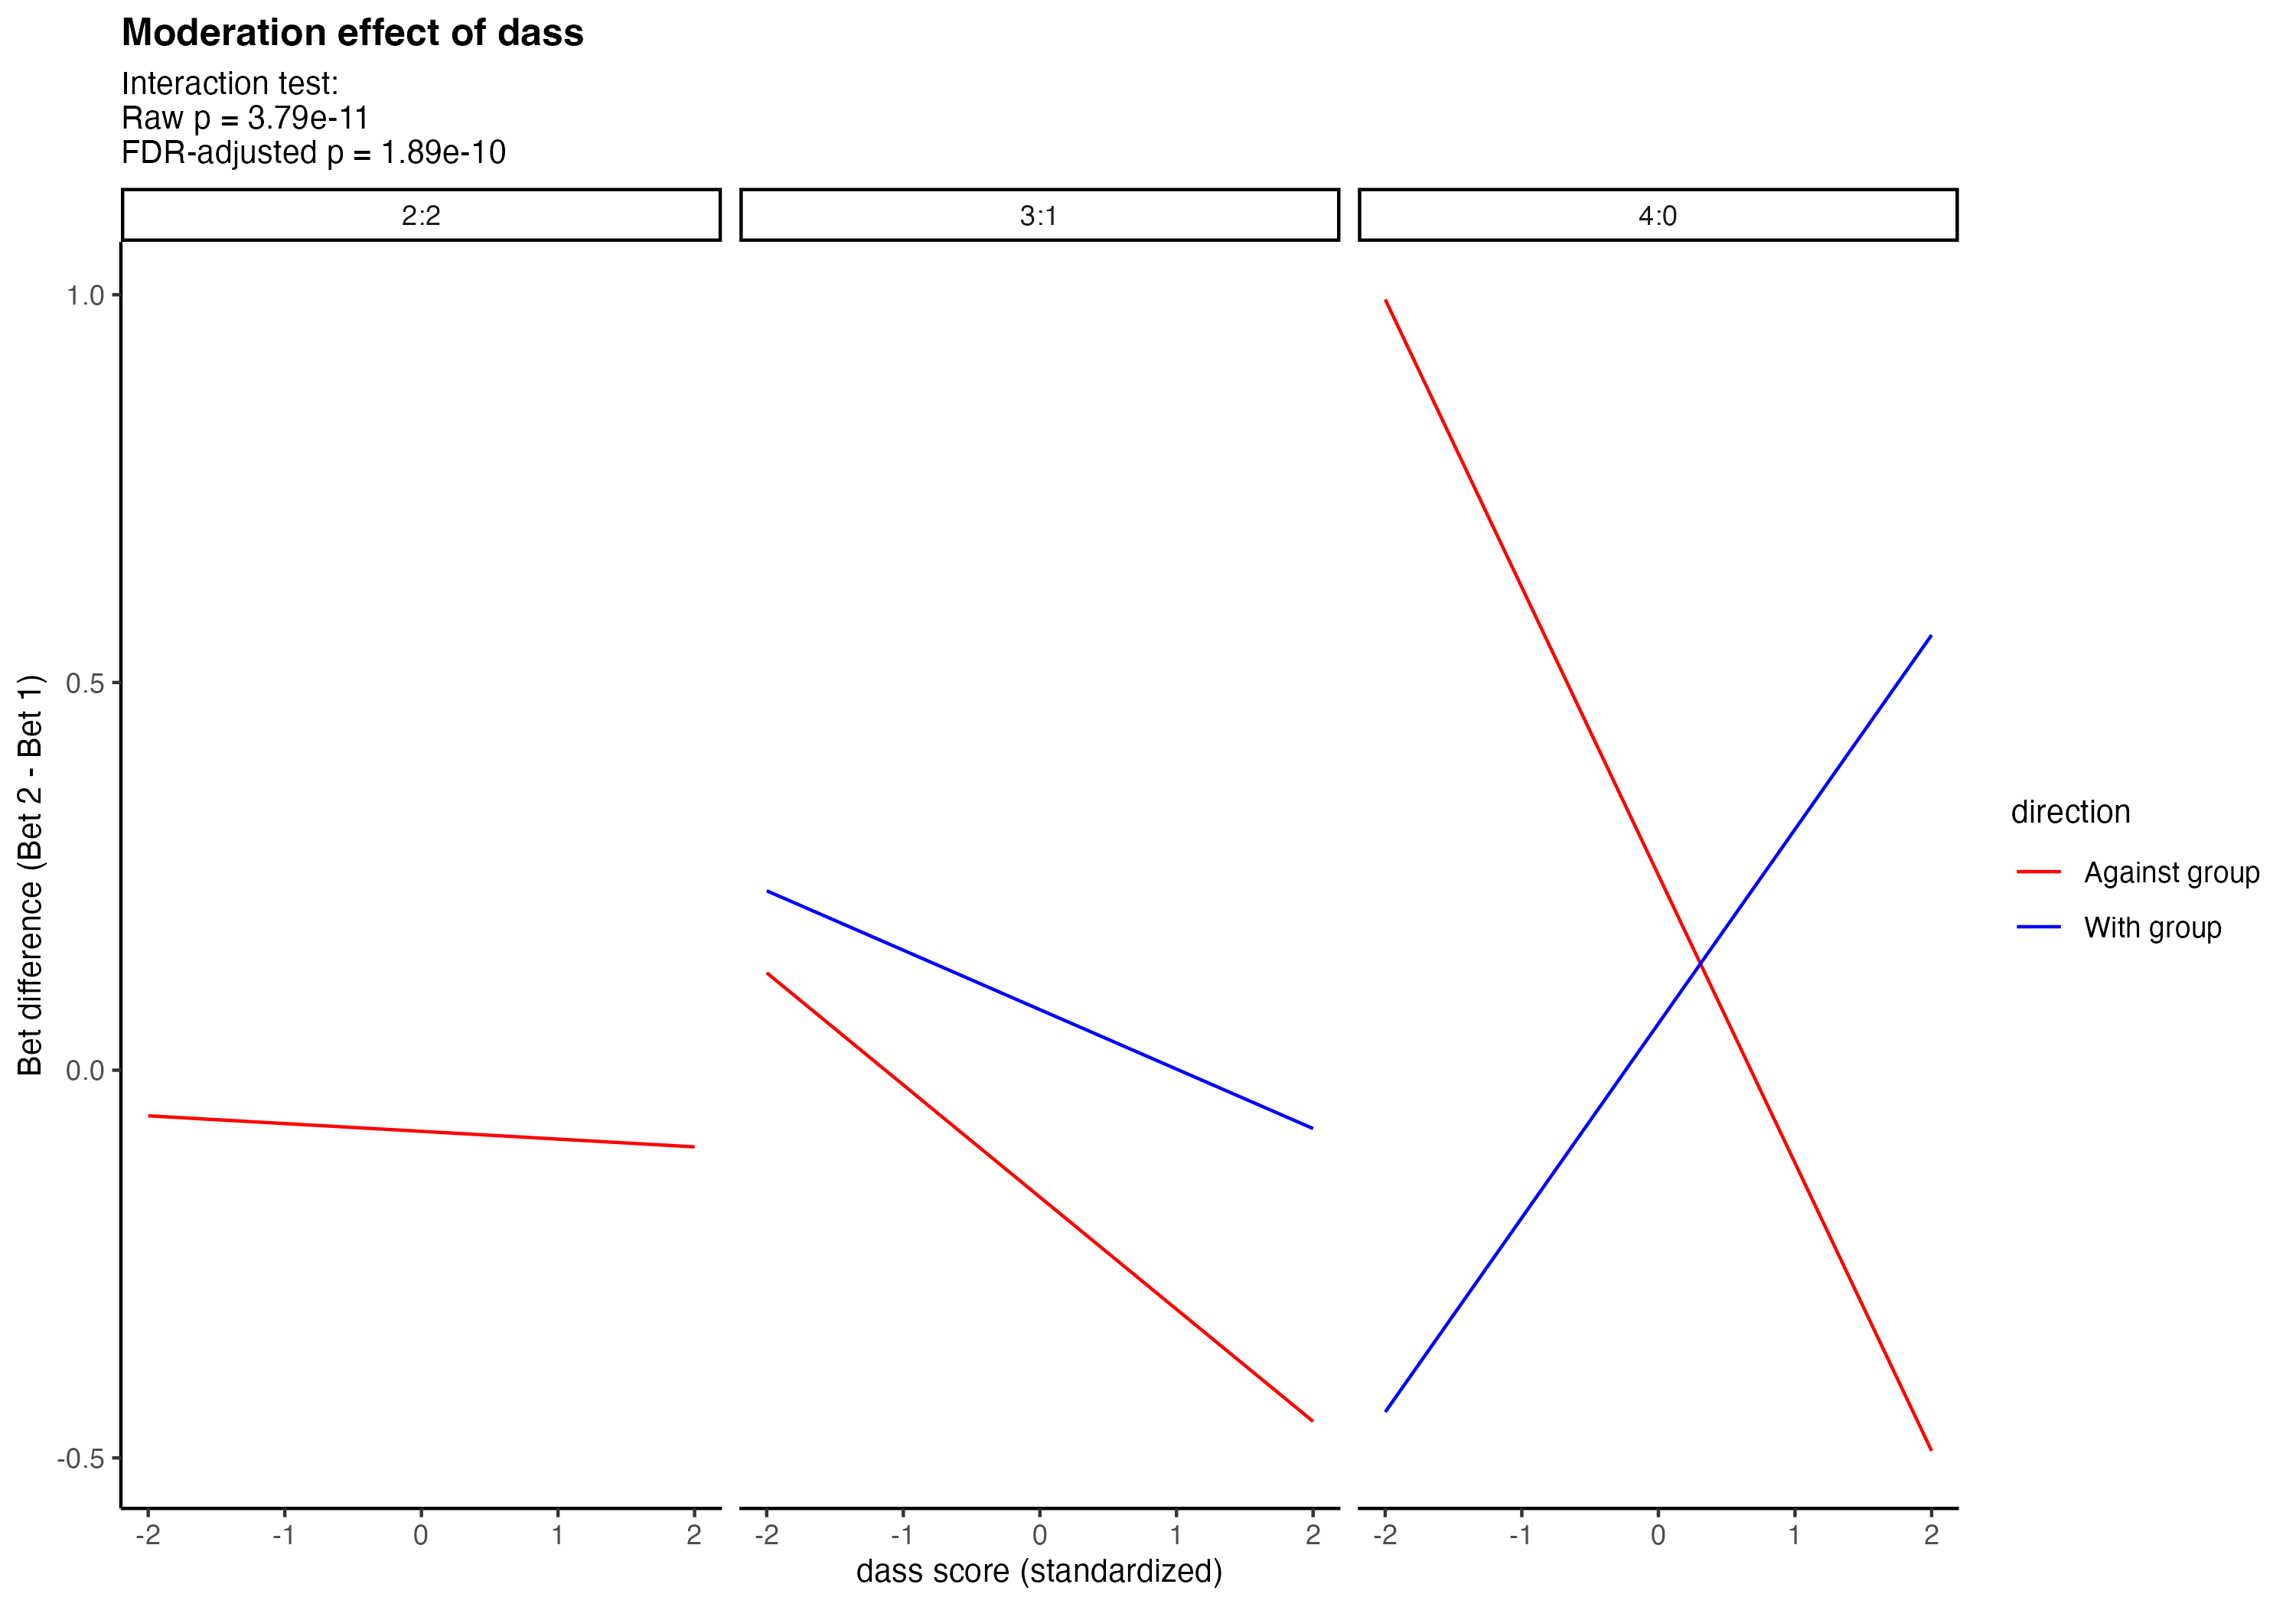 Moderation effect of dass
Interaction test:
Raw p = 3.79e-11
FDR-adjusted p = 1.89e-10
2:2
3:1
4:0
1.0
0.5
0.0
-0.5
Bet difference (Bet 2 - Bet 1)
-2 -1 0 1 2
-2 -1 0 1 2
-2 -1 0 1 2
dass score (standardized)
direction
Against group
With group